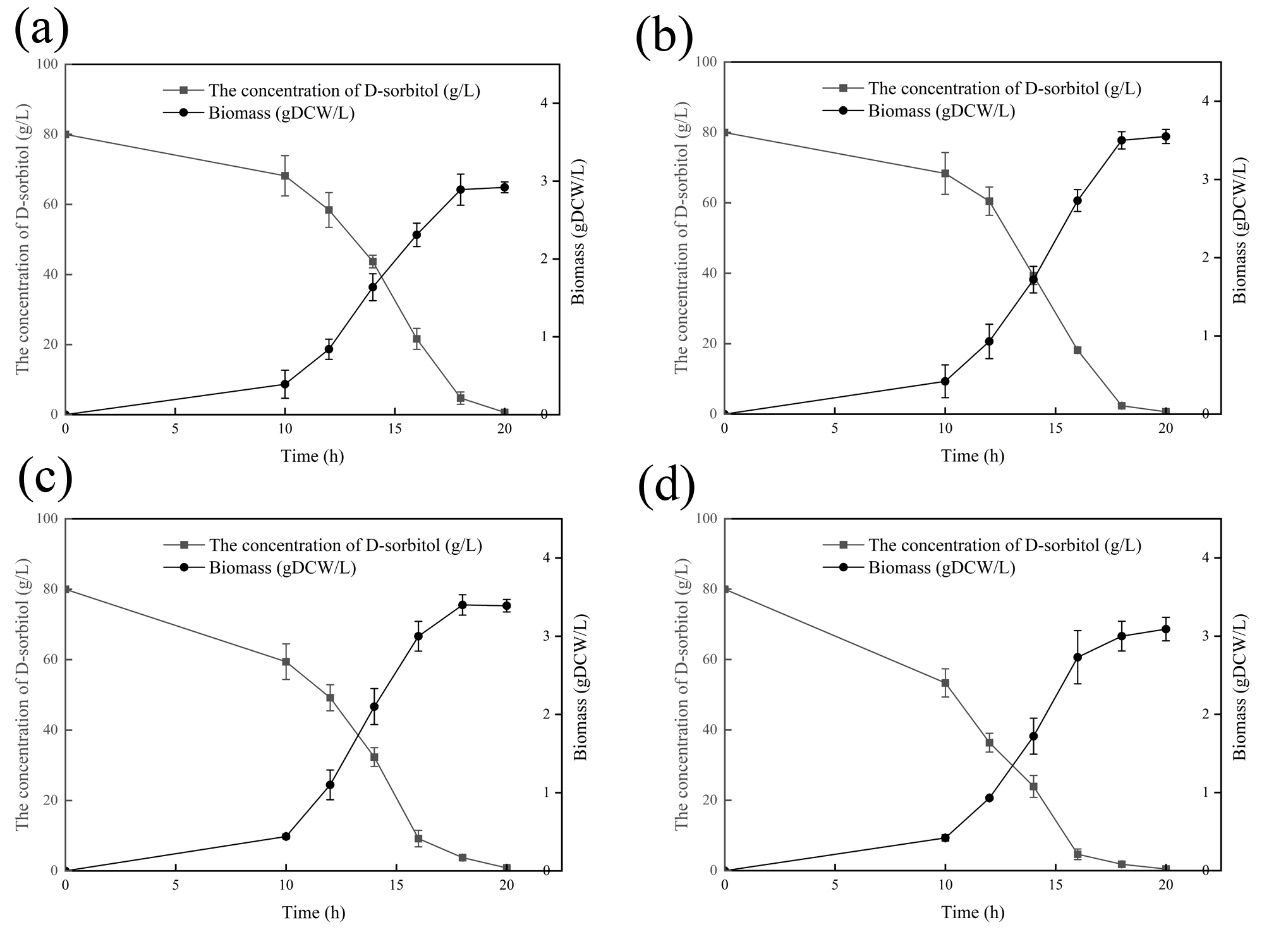 (a)
The concentration of D-sorbitol (g/L)
Biomass (gDCW/L)
The concentration of D-sorbitol (g/L)
100
80
60
40
20
0
4
3
2
1
0
Biomass (gDCW/L)
0 5 10 15 20
Time (h)
(b)
The concentration of D-sorbitol (g/L)
Biomass (gDCW/L)
The concentration of D-sorbitol (g/L)
100
80
60
40
20
0
4
3
2
1
0
Biomass (gDCW/L)
0 5 10 15 20
Time (h)
(c)
The concentration of D-sorbitol (g/L)
Biomass (gDCW/L)
The concentration of D-sorbitol (g/L)
100
80
60
40
20
0
4
3
2
1
0
Biomass (gDCW/L)
0 5 10 15 20
Time (h)
(d)
The concentration of D-sorbitol (g/L)
Biomass (gDCW/L)
The concentration of D-sorbitol (g/L)
100
80
60
40
20
0
4
3
2
1
0
Biomass (gDCW/L)
0 5 10 15 20
Time (h)